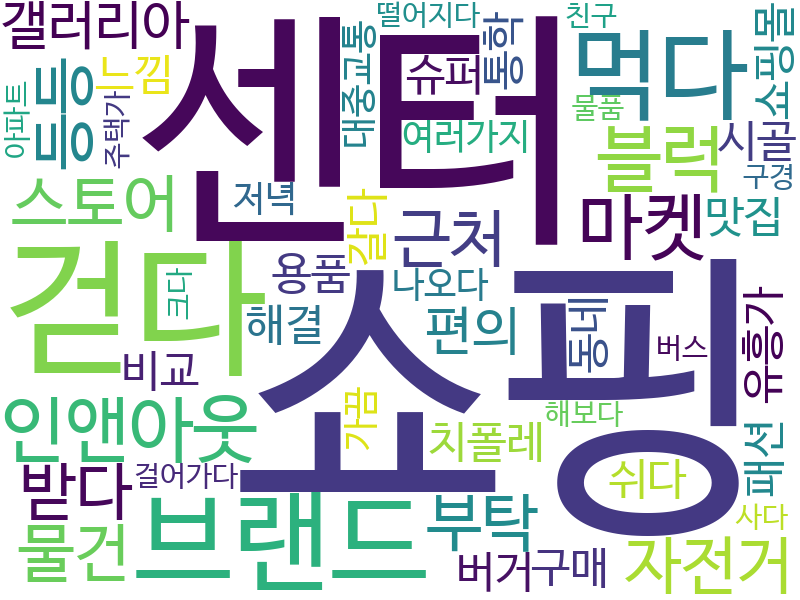 갤러리아
떨어지다
친구
센터
먹다
쇼핑몰
등등
느낌
아파트
주택가
대중교통
슈퍼
통학
물품
여러가지
블럭
시골
구경
스토어
저녁
갈다
근처
마켓
맛집
걷다
크다
용품
나오다
해결
편의
쇼핑
동네
버스
유흥가
비교
인앤아웃
가끔
치폴레
해보다
쉬다
패션
받다
걸어가다
물건
브랜드
부탁
버거
구매
자전거
사다